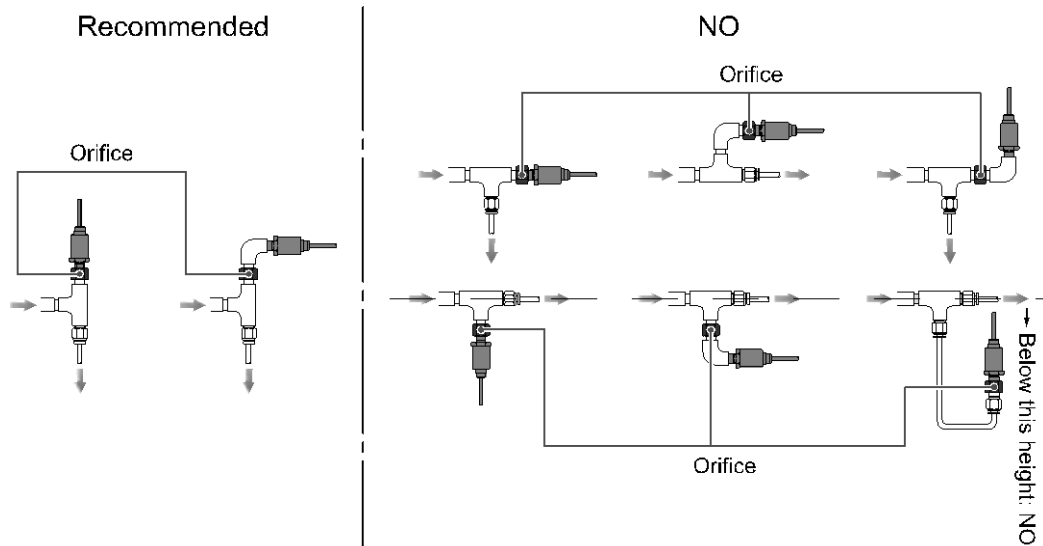 Recommended
Orifice
NO
Orifice
Orifice
Below this height: NO